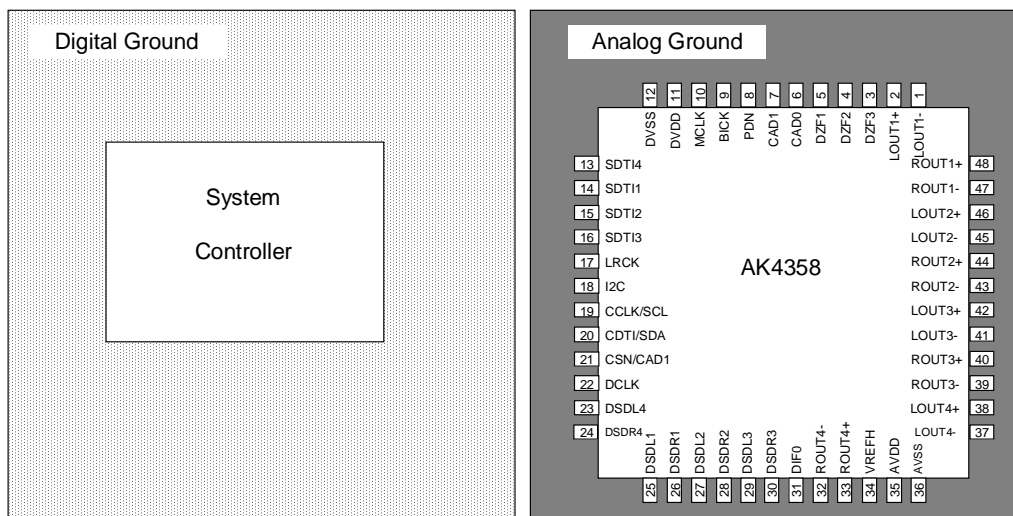 Digital Ground
Analog Ground
System
Controller
AK4358
12 11 10 9 8 7 6 5 4 3 2 1
DVSS DVDD MCLK BICK PDN CAD1 CAD0 DZF1 DZF2 DZF3 LOUT1+ LOUT1-
13 SDTI4
14 SDTI1
15 SDTI2
16 SDTI3
17 LRCK
18 I2C
19 CCLK/SCL
20 CDTI/SDA
21 CSN/CAD1
22 DCLK
23 DSDL4
24 DSDR4
ROUT1+ 48
ROUT1- 47
LOUT2+ 46
LOUT2- 45
ROUT2+ 44
ROUT2- 43
LOUT3+ 42
LOUT3- 41
ROUT3+ 40
ROUT3- 39
LOUT4+ 38
LOUT4- 37
DSDL1 DSDR1 DSDL2 DSDR2 DSDL3 DSDR3 DIF0 ROUT4- ROUT4+ VREFH AVDD AVSS
25 26 27 28 29 30 31 32 33 34 35 36